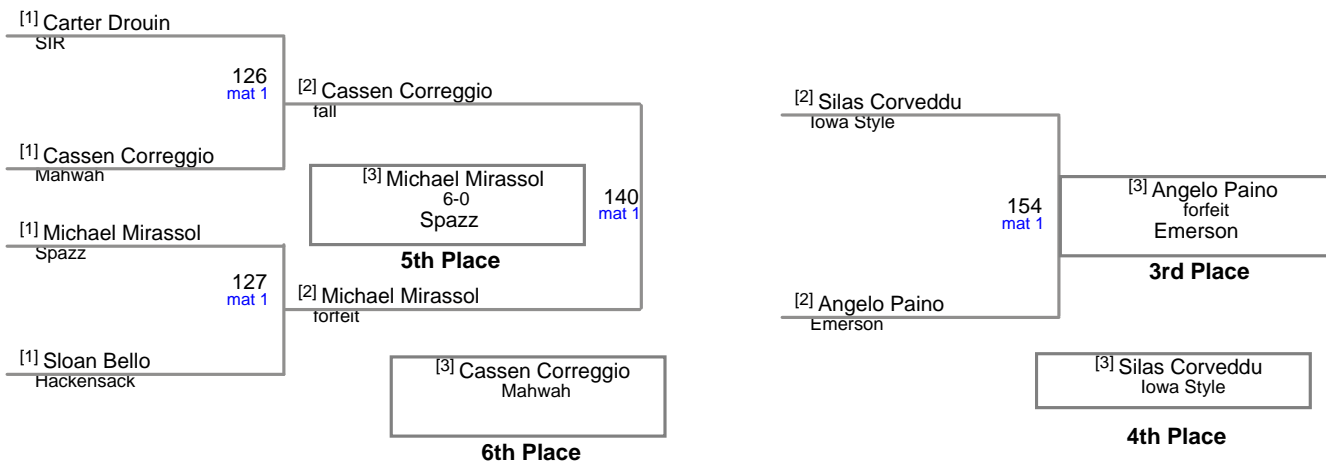 [1] Carter Drouin
SIR
126
mat 1
[1] Cassen Correggio
Mahwah
[2] Cassen Correggio
fall
[1] Michael Mirassol
Spazz
127
mat 1
[1] Sloan Bello
Hackensack
[2] Michael Mirassol
forfeit
140
mat 1
[3] Michael Mirassol
6-0
Spazz
5th Place
[3] Cassen Correggio
Mahwah
6th Place
[2] Silas Corveddu
Iowa Style
154
mat 1
[2] Angelo Paino
Emerson
[3] Angelo Paino
forfeit
Emerson
3rd Place
[3] Silas Corveddu
Iowa Style
4th Place